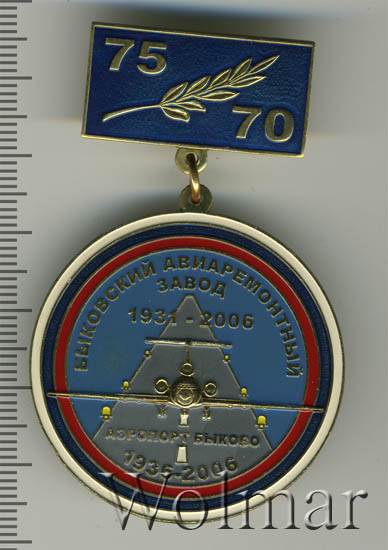 75
70
БЫКОВСКИЙ АВИАРЕМОНТНЫЙ
ЗАВОД
1931 - 2006
АЭРОПОРТ БЫКОВО
1936-2006
Wolmar